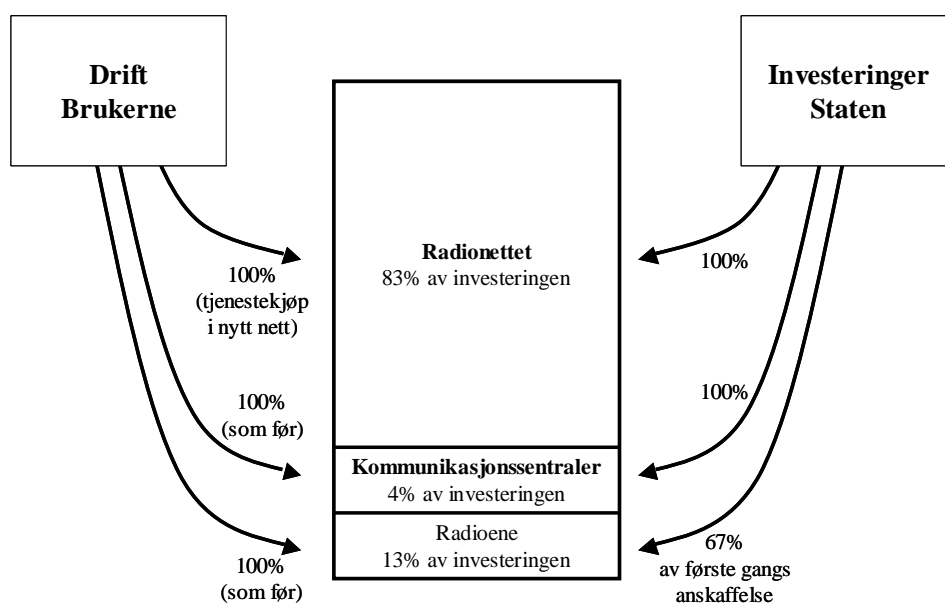 Drift
Brukerne
Investeringer
Staten
Radionettet
83% av investeringen
100%
(tjenestekjøp
i nytt nett)
100%
100%
(som før)
100%
Kommunikasjonssentraler
4% av investeringen
Radioene
13% av investeringen
100%
(som før)
67%
av første gangs
anskaffelse